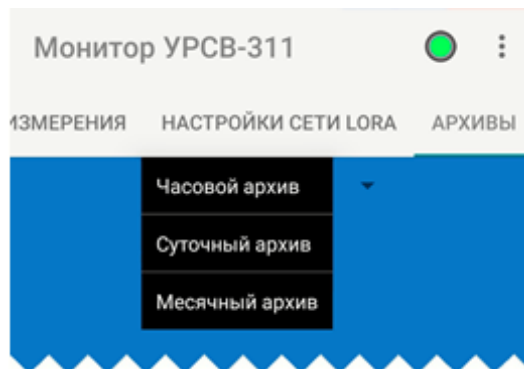 Монитор УРСВ-311
ИЗМЕРЕНИЯ НАСТРОЙКИ СЕТИ LORA АРХИВЫ
Часовой архив
Суточный архив
Месячный архив